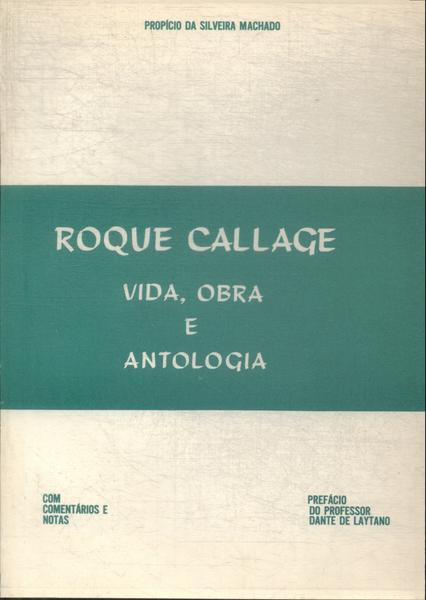 PROPÍCIO DA SILVEIRA MACHADO
ROQUE CALLAGE
VIDA, OBRA
E
ANTOLOGIA
COM
COMENTÁRIOS E
NOTAS
PREFÁCIO
DO PROFESSOR
DANTE DE LAYTANO